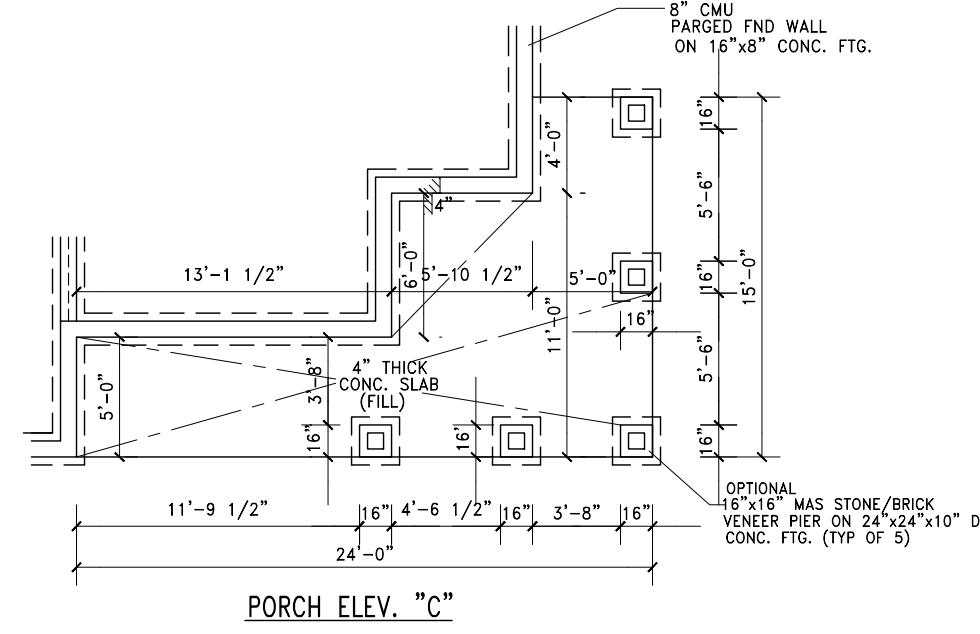 8" CMU
PARGED FND WALL
ON 16"x8" CONC. FTG.
16"
4'-0"
5'-6"
4"
6'-0"
13'-1 1/2"
5'-10 1/2"
5'-0"
16"
15'-0"
11'-0"
16"
5'-6"
4" THICK
CONC. SLAB
(FILL)
3'-8"
5'-0"
16"
16'
16"
OPTIONAL
16"x16" MAS STONE/BRICK
VENEER PIER ON 24"x24"x10" D
CONC. FTG. (TYP OF 5)
11'-9 1/2"
16"
4'-6 1/2"
16"
3'-8"
16"
24'-0"
PORCH ELEV. "C"